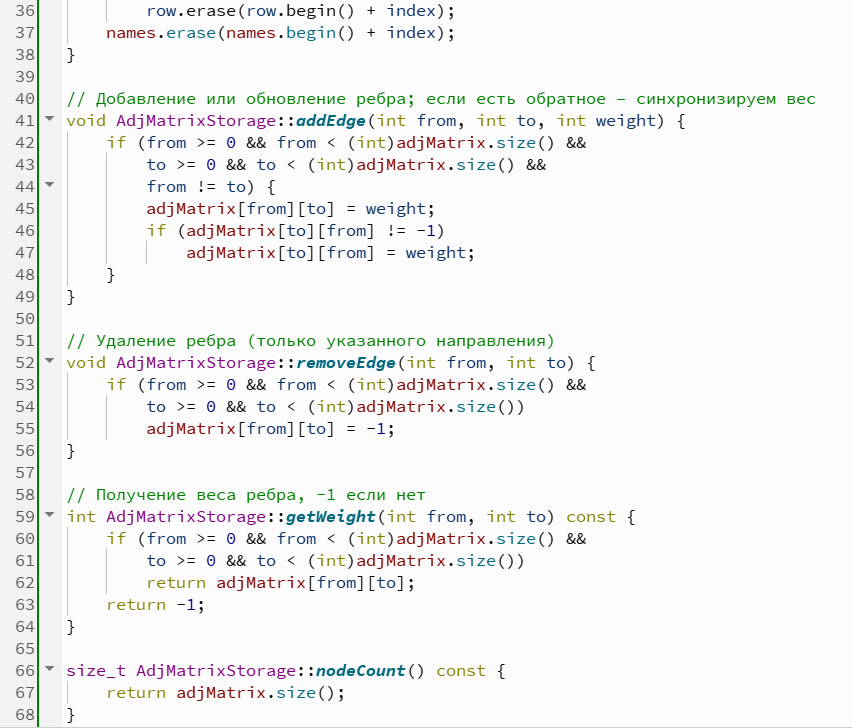 36 row.erase(row.begin() + index);
37 names.erase(names.begin() + index);
38 }
39
40 // Добавление или обновление ребра; если есть обратное – синхронизируем вес
41 void AdjMatrixStorage::addEdge(int from, int to, int weight) {
42 if (from >= 0 && from < (int)adjMatrix.size() &&
43 to >= 0 && to < (int)adjMatrix.size() &&
44 from != to) {
45 adjMatrix[from][to] = weight;
46 if (adjMatrix[to][from] != -1)
47 adjMatrix[to][from] = weight;
48 }
49 }
50
51 // Удаление ребра (только указанного направления)
52 void AdjMatrixStorage::removeEdge(int from, int to) {
53 if (from >= 0 && from < (int)adjMatrix.size() &&
54 to >= 0 && to < (int)adjMatrix.size())
55 adjMatrix[from][to] = -1;
56 }
57
58 // Получение веса ребра, -1 если нет
59 int AdjMatrixStorage::getWeight(int from, int to) const {
60 if (from >= 0 && from < (int)adjMatrix.size() &&
61 to >= 0 && to < (int)adjMatrix.size())
62 return adjMatrix[from][to];
63 return -1;
64 }
65
66 size_t AdjMatrixStorage::nodeCount() const {
67 return adjMatrix.size();
68 }